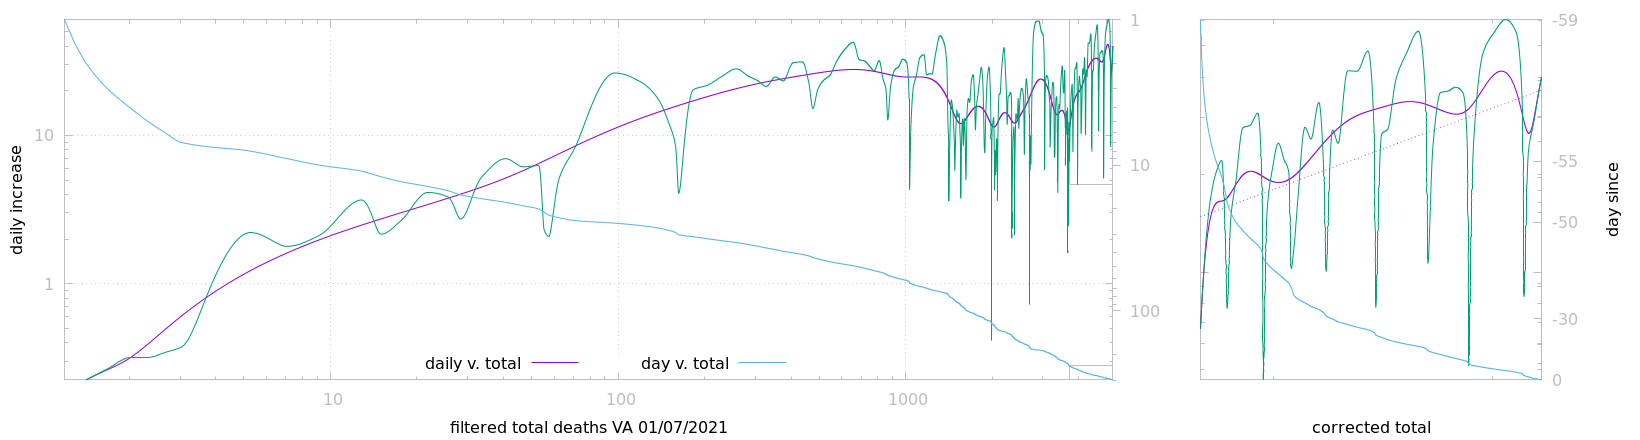 1
-59
10
10
-55
daily increase
-50
day since
1
100
-30
daily v. total
day v. total
0
10
100
1000
filtered total deaths VA 01/07/2021
corrected total